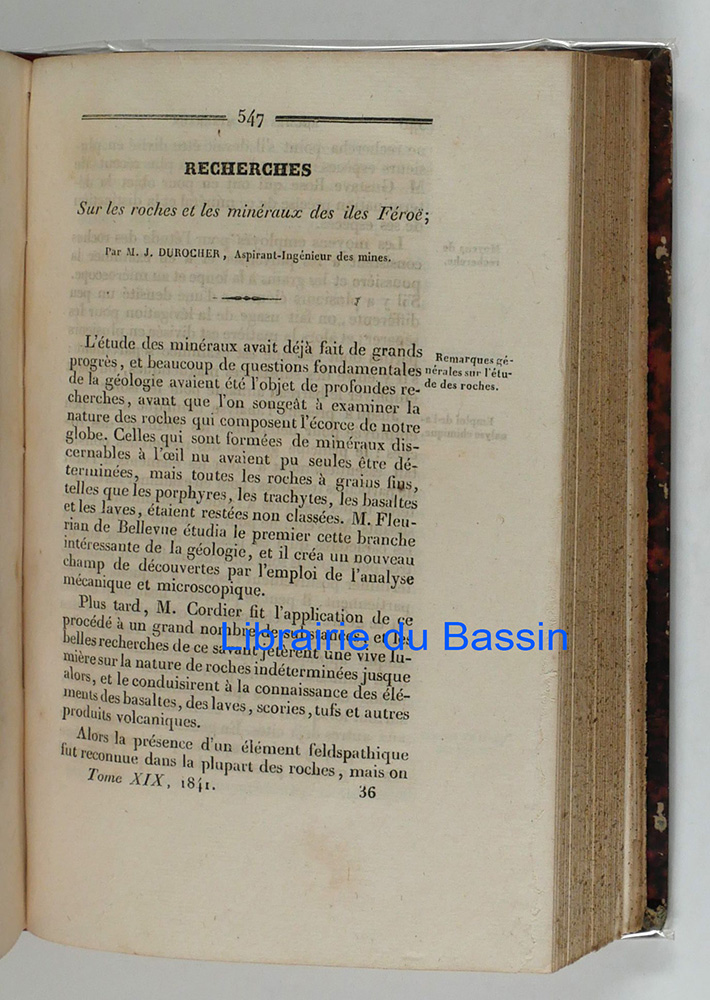 547
RECHERCHES
Sur les roches et les minéraux des iles Féroë;
Par M. J. DUROCHER, Aspirant-Ingénieur des mines.
L'étude des minéraux avait déjà fait de grands
progrès, et beaucoup de questions fondamentales
de la géologie avaient été l'objet de profondes re-
cherches, avant que l'on songeât à examiner la
nature des roches qui composent l'écorce de notre
globe. Celles qui sont formées de minéraux dis-
cernables à l'œil nu avaient pu seules être dé-
terminées, mais toutes les roches à grains fins,
telles que les porphyres, les trachytes, les basaltes
et les laves, étaient restées non classées. M. Fleu-
rian de Bellevue étudia le premier cette branche
intéressante de la géologie, et il créa un nouveau
champ de découvertes par l'emploi de l'analyse
mécanique et microscopique.
Remarques gé-
nérales sur l'étu-
de des roches.
Plus tard, M. Cordier fit l'application de ce
procédé à un grand nombre de substances, et les
belles recherches de ce savant jetèrent une vive lu-
mière sur la nature de roches indéterminées jusque
alors, et le conduisirent à la connaissance des élé-
ments des basaltes, des laves, scories, tufs et autres
produits volcaniques.
Alors la présence d'un élément feldspathique
fut reconnue dans la plupart des roches, mais on
Tome XIX, 1841.
36
Librairie du Bassin